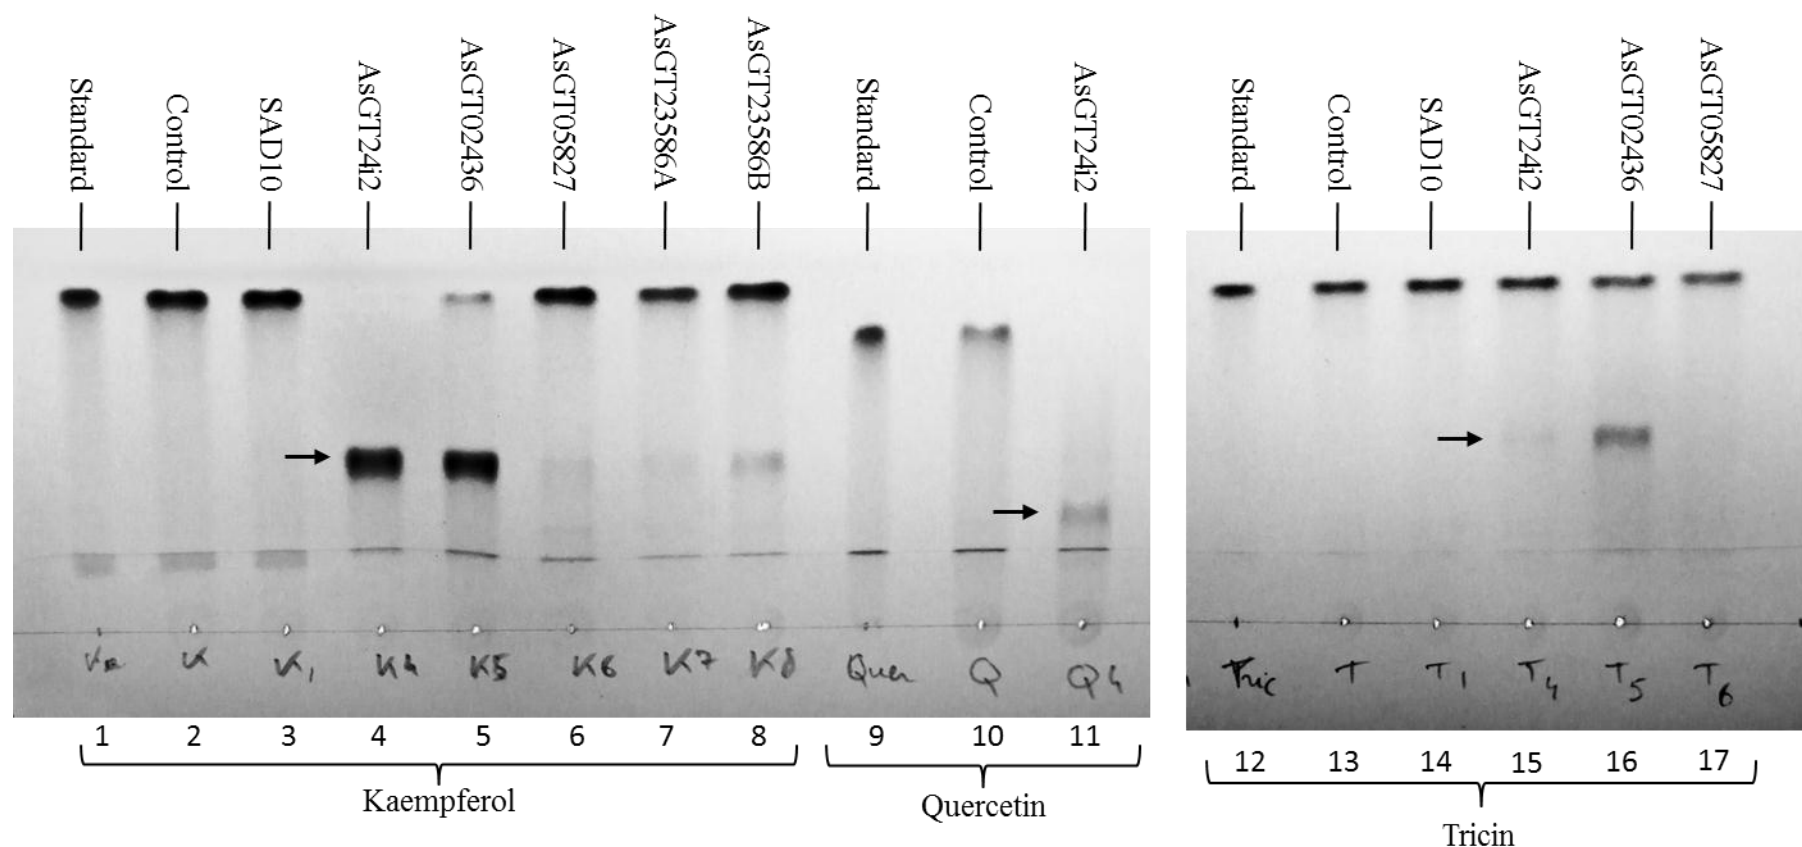 Standard
Control
SAD10
AsGT24i2
AsGT02436
AsGT05827
AsGT23586A
AsGT23586B
Standard
Control
AsGT24i2
Standard
Control
SAD10
AsGT24i2
AsGT02436
AsGT05827
K K1 K4 K5 K6 K7 K8 Quer Q Q4
Tric T T1 T4 T5 T6
1 2 3 4 5 6 7 8 9 10 11
12 13 14 15 16 17
Kaempferol
Quercetin
Tricin